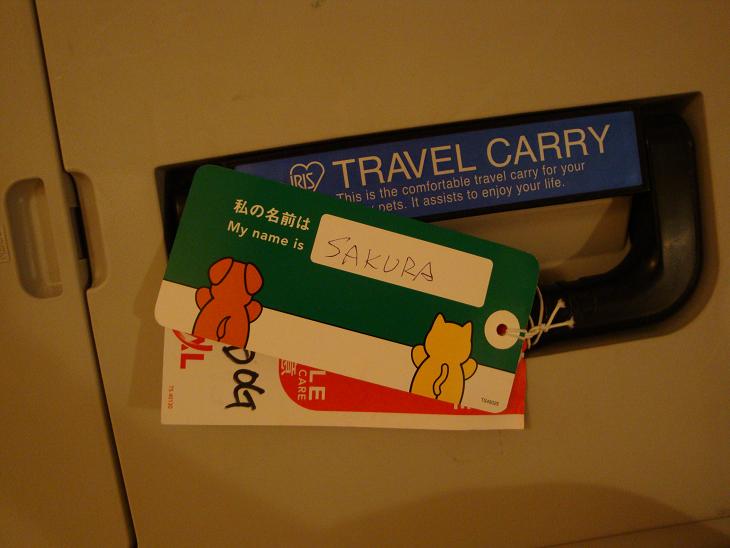 IRIS
TRAVEL CARRY
This is the comfortable travel carry for your
pets. It assists to enjoy your life.
私の名前は
My name is
SAKURA
DOG
CARE